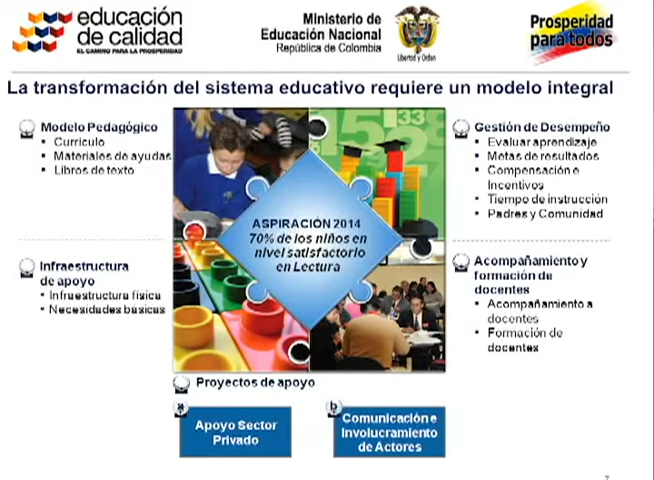 educación
de calidad
EL CAMINO PARA LA PROSPERIDAD
Ministerio de
Educación Nacional
República de Colombia
Libertad y Orden
Prosperidad
para todos
La transformación del sistema educativo requiere un modelo integral
Modelo Pedagógico
▪ Currículo
▪ Materiales de ayudas
▪ Libros de texto
Infraestructura
de apoyo
▪ Infraestructura física
▪ Necesidades básicas
33
ASPIRACIÓN 2014
70% de los niños en
nivel satisfactorio
en Lectura
Gestión de Desempeño
▪ Evaluar aprendizaje
▪ Metas de resultados
▪ Compensación e
Incentivos
▪ Tiempo de instrucción
▪ Padres y Comunidad
Acompañamiento y
formación de
docentes
▪ Acompañamiento a
docentes
▪ Formación de
docentes
Proyectos de apoyo
a
Apoyo Sector
Privado
b
Comunicación e
Involucramiento
de Actores
7